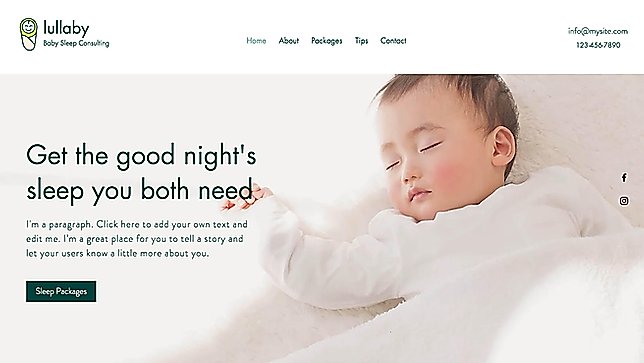 lullaby
Baby Sleep Consulting
Home About Packages Tips Contact
info@mysite.com
123-456-7890
Get the good night's
sleep you both need
I'm a paragraph. Click here to add your own text and
edit me. I'm a great place for you to tell a story and
let your users know a little more about you.
Sleep Packages